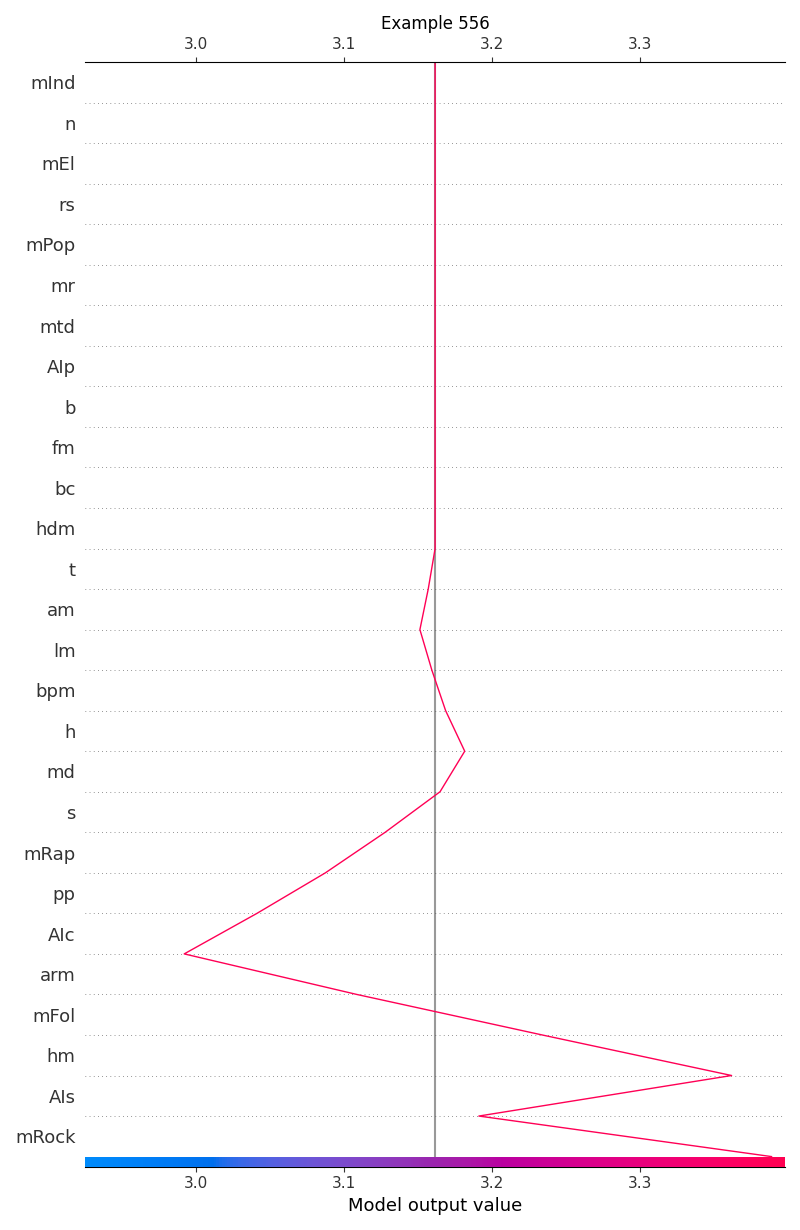 Example 556
3.0 3.1 3.2 3.3
mInd
n
mEl
rs
mPop
mr
mtd
AIp
b
fm
bc
hdm
t
am
lm
bpm
h
md
s
mRap
pp
AIc
arm
mFol
hm
AIs
mRock
3.0 3.1 3.2 3.3
Model output value